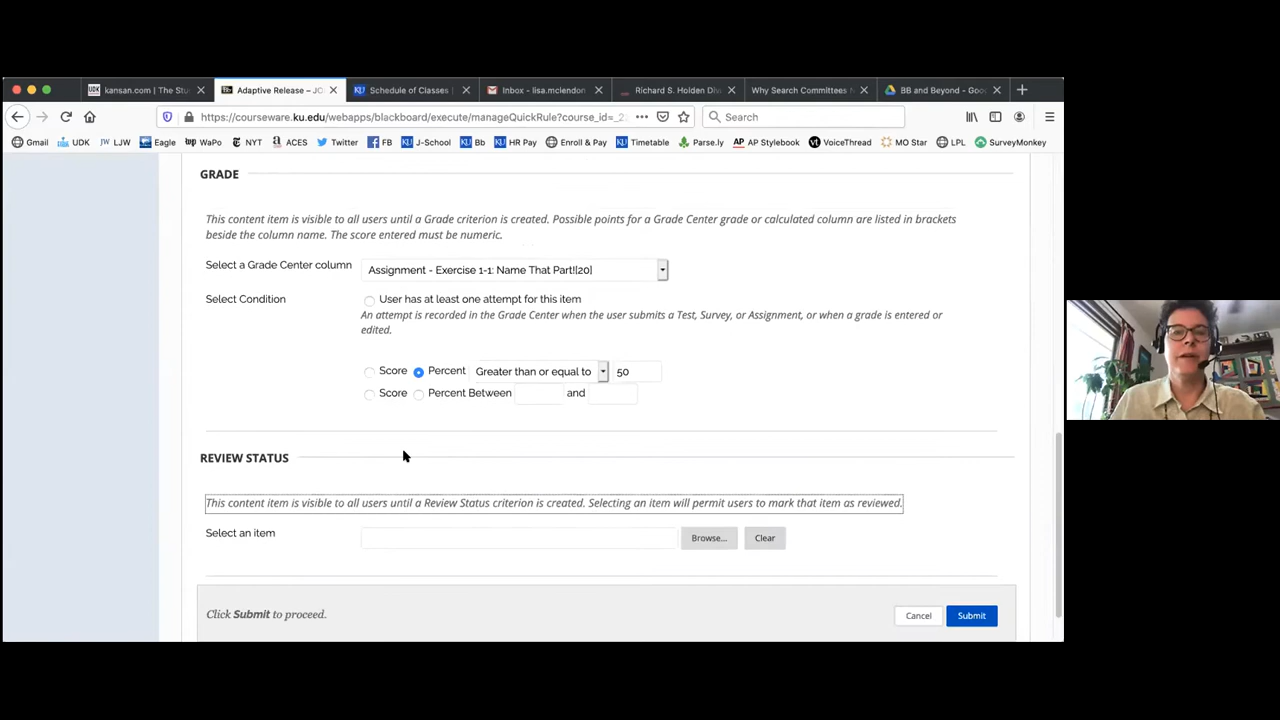 kansan.com | The Stu
Adaptive Release – JO
Schedule of Classes |
Inbox - lisa.mclendon
Richard S. Holden Div
Why Search Committees
BB and Beyond - Goo
https://courseware.ku.edu/webapps/blackboard/execute/manageQuickRule?course_id=_2
Search
Gmail UDK LJW Eagle WaPo NYT ACES Twitter FB J-School Bb HR Pay Enroll & Pay Timetable Parse.ly AP Stylebook VoiceThread MO Star LPL SurveyMonkey
GRADE
This content item is visible to all users until a Grade criterion is created. Possible points for a Grade Center grade or calculated column are listed in brackets
beside the column name. The score entered must be numeric.
Select a Grade Center column Assignment - Exercise 1-1: Name That Part![20]
Select Condition User has at least one attempt for this item
An attempt is recorded in the Grade Center when the user submits a Test, Survey, or Assignment, or when a grade is entered or
edited.
Score Percent Greater than or equal to 50
Score Percent Between and
REVIEW STATUS
This content item is visible to all users until a Review Status criterion is created. Selecting an item will permit users to mark that item as reviewed.
Select an item Browse... Clear
Click Submit to proceed. Cancel Submit